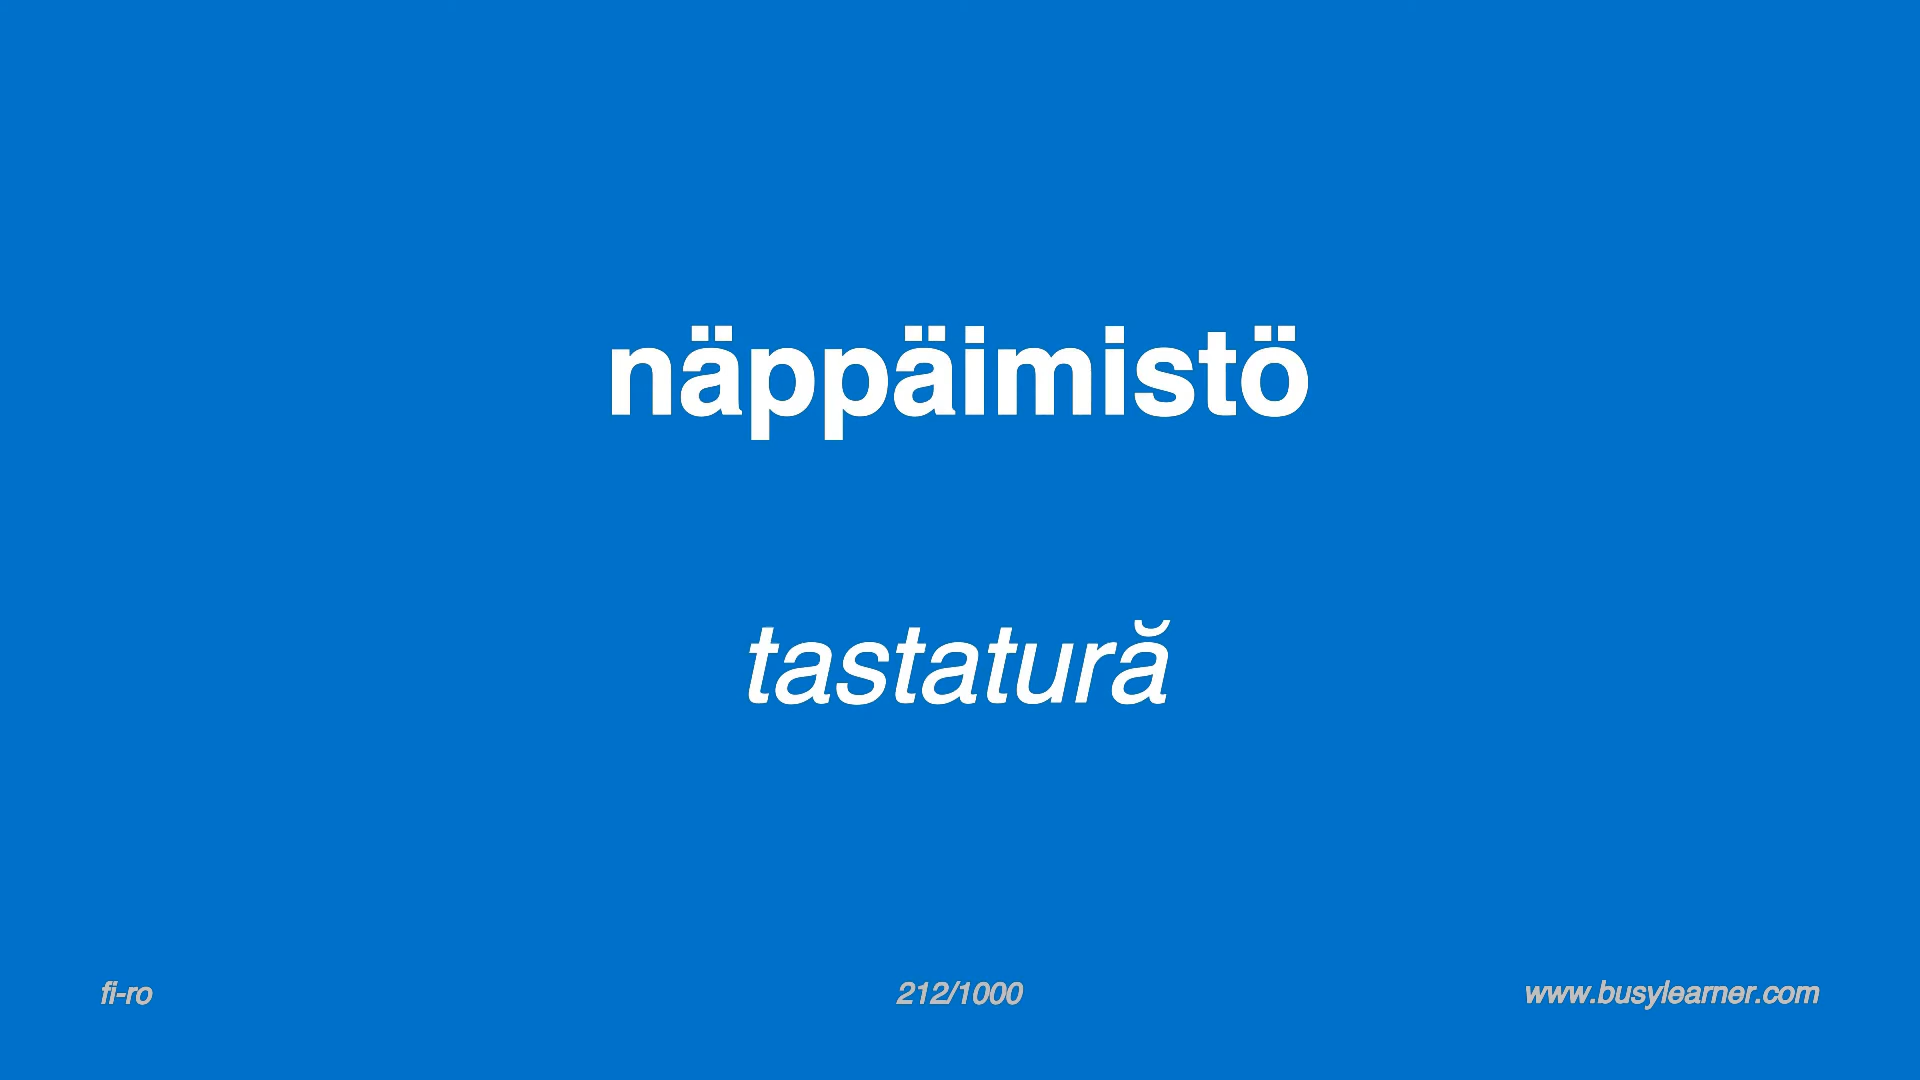 näppäimistö
tastatură
fi-ro
212/1000
www.busylearner.com